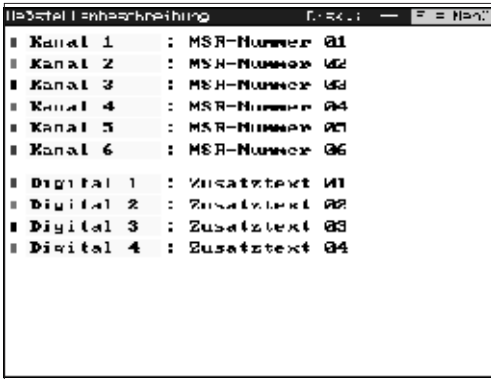 Meßstellenbeschreibung
Kanal 1 : MSR-Nummer 01
Kanal 2 : MSR-Nummer 02
Kanal 3 : MSR-Nummer 03
Kanal 4 : MSR-Nummer 04
Kanal 5 : MSR-Nummer 05
Kanal 6 : MSR-Nummer 06
Digital 1 : Zusatztext 01
Digital 2 : Zusatztext 02
Digital 3 : Zusatztext 03
Digital 4 : Zusatztext 04